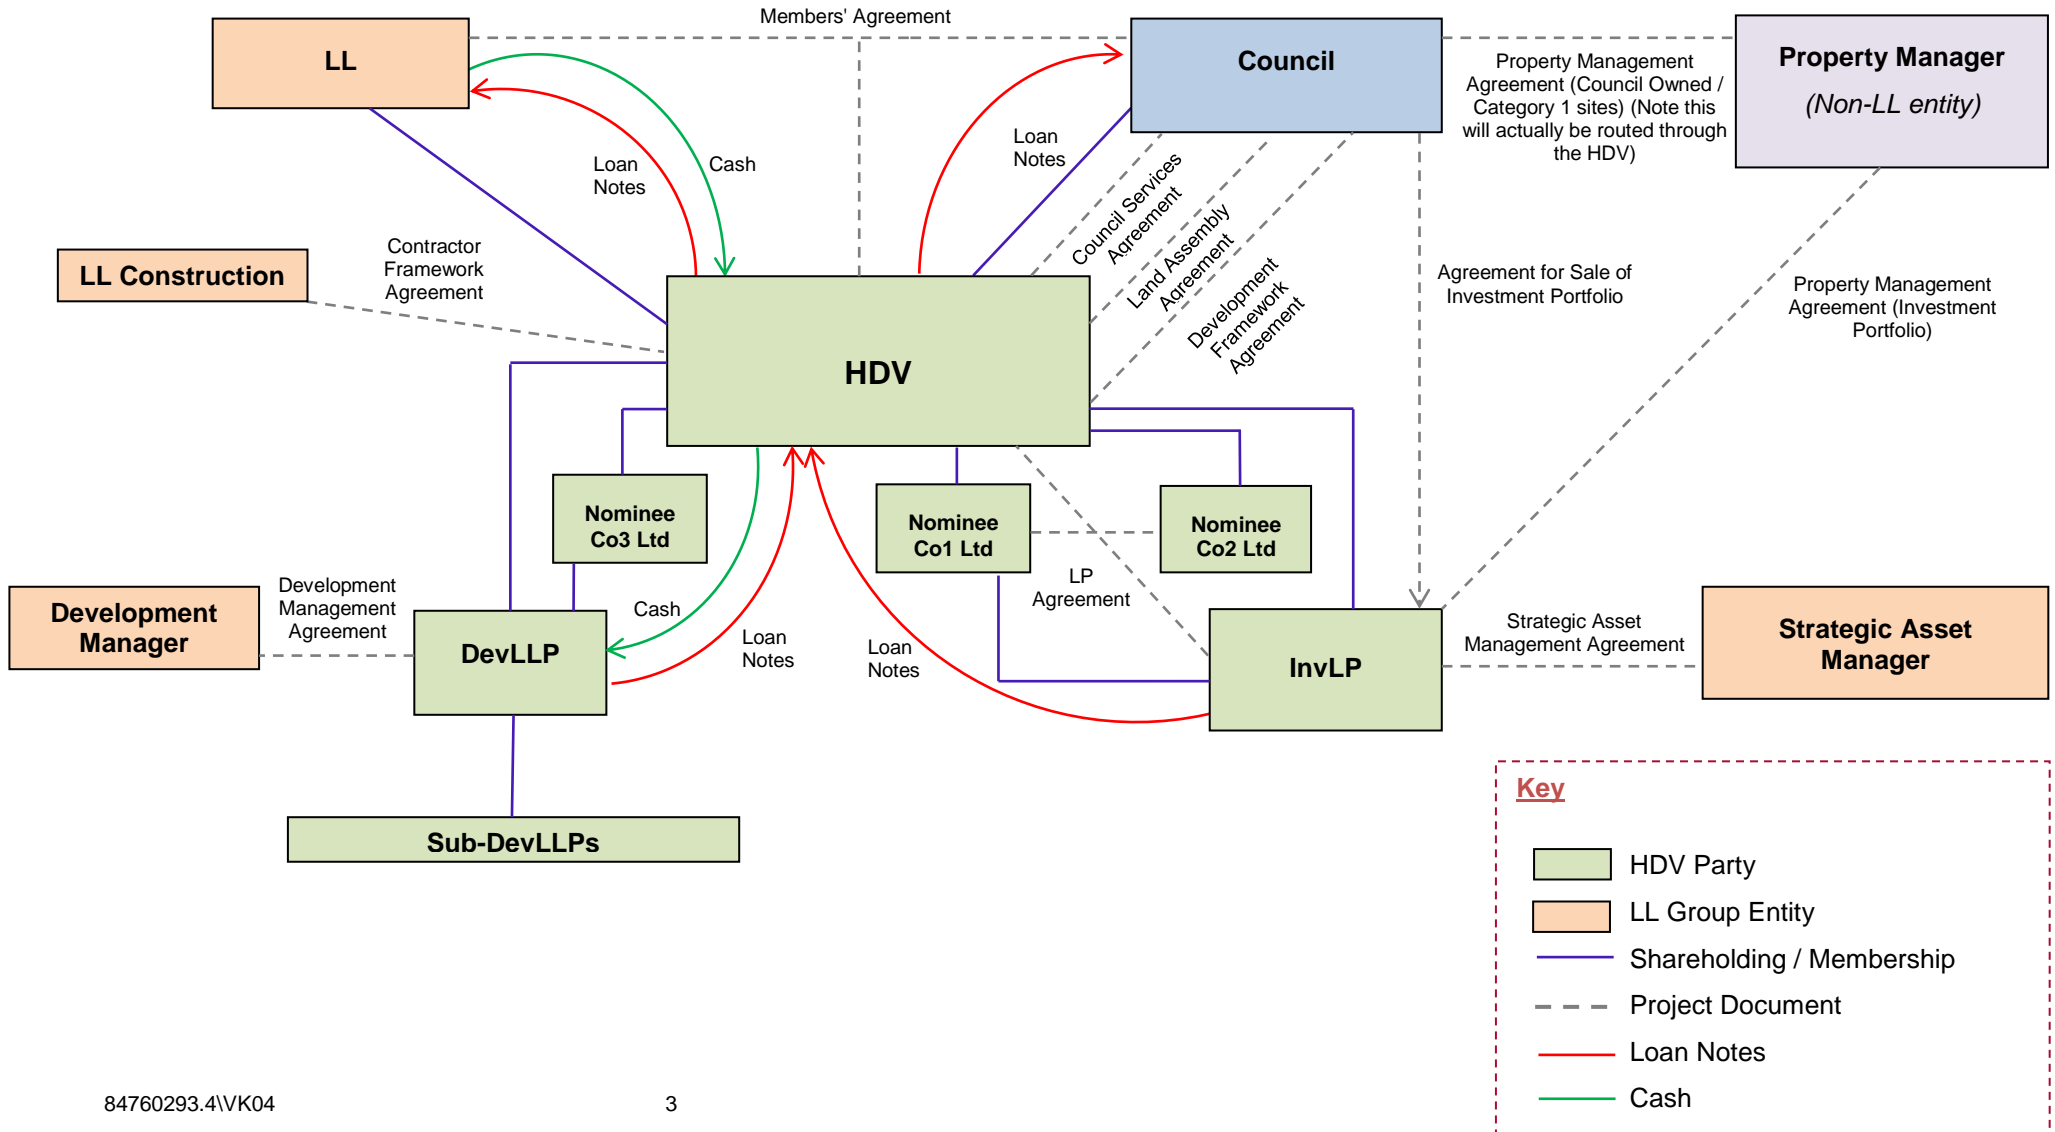 Members' Agreement
LL
Council
Property Management
Agreement (Council Owned /
Category 1 sites) (Note this
will actually be routed through
the HDV)
Property Manager
(Non-LL entity)
Loan
Notes
Cash
Loan
Notes
Council Services
Agreement
Land Assembly
Agreement
Development
Framework
Agreement
Agreement for Sale of
Investment Portfolio
Property Management
Agreement (Investment
Portfolio)
LL Construction
Contractor
Framework
Agreement
HDV
Nominee
Co3 Ltd
Nominee
Co1 Ltd
Nominee
Co2 Ltd
LP
Agreement
Development
Manager
Development
Management
Agreement
DevLLP
Cash
Loan
Notes
Loan
Notes
InvLP
Strategic Asset
Management Agreement
Strategic Asset
Manager
Sub-DevLLPs
Key
HDV Party
LL Group Entity
Shareholding / Membership
Project Document
Loan Notes
Cash
84760293.4\VK04
3